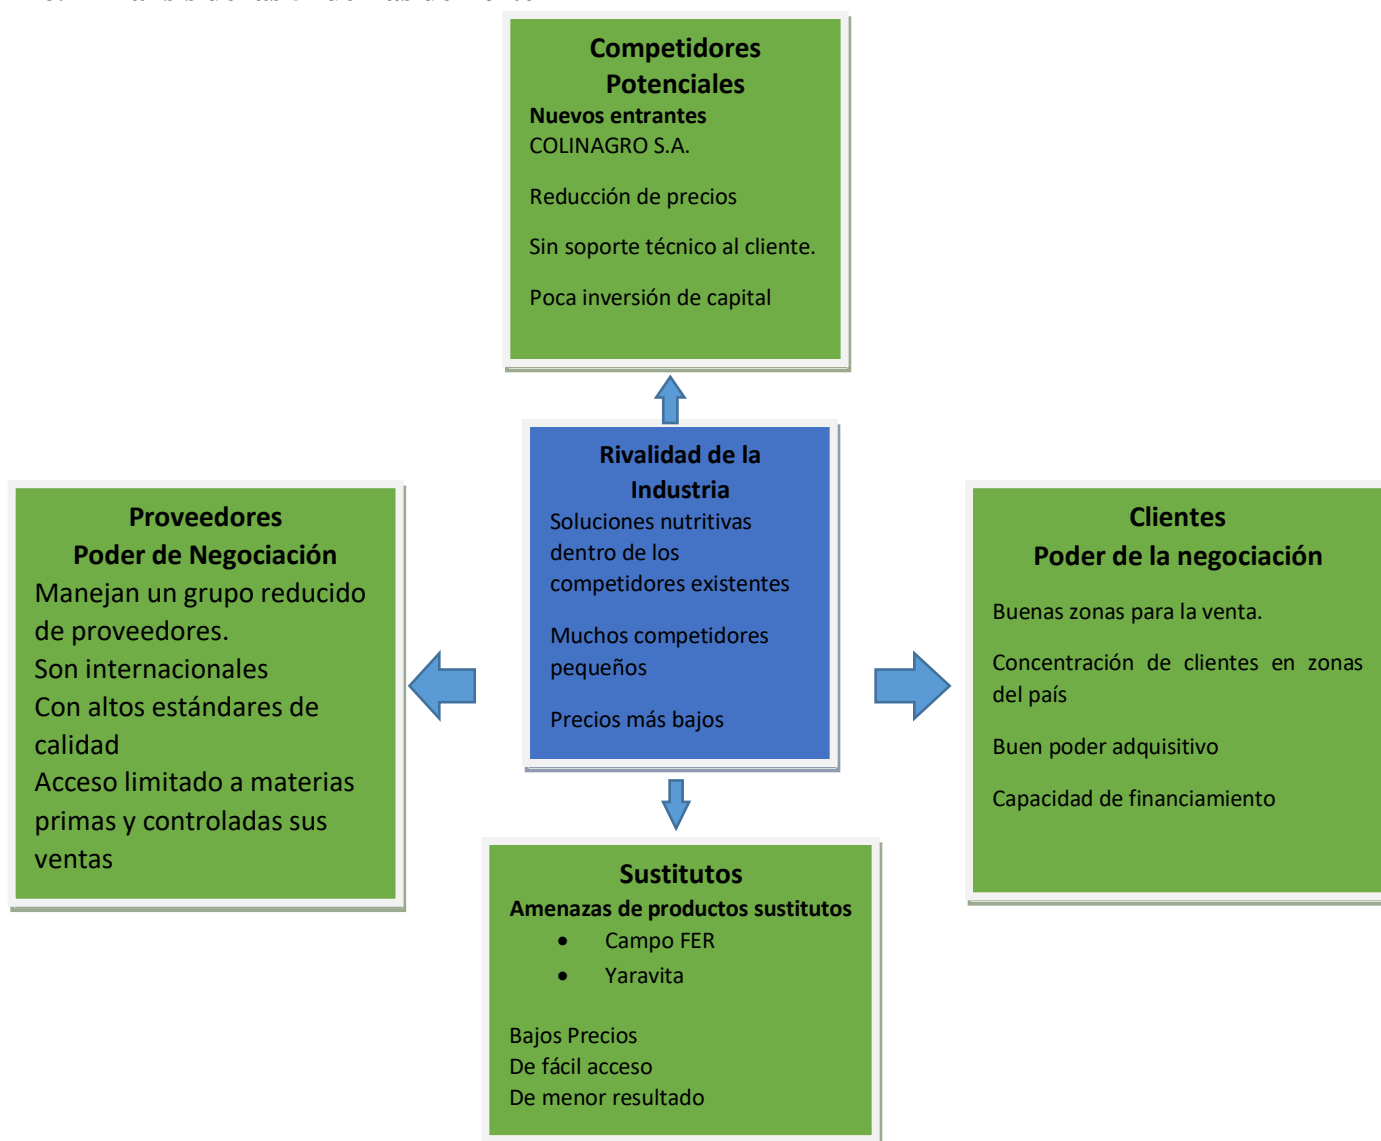 Competidores
Potenciales
Nuevos entrantes
COLINAGRO S.A.
Reducción de precios
Sin soporte técnico al cliente.
Poca inversión de capital
Rivalidad de la
Industria
Soluciones nutritivas
dentro de los
competidores existentes
Muchos competidores
pequeños
Precios más bajos
Proveedores
Poder de Negociación
Manejan un grupo reducido
de proveedores.
Son internacionales
Con altos estándares de
calidad
Acceso limitado a materias
primas y controladas sus
ventas
Clientes
Poder de la negociación
Buenas zonas para la venta.
Concentración de clientes en zonas
del país
Buen poder adquisitivo
Capacidad de financiamiento
Sustitutos
Amenazas de productos sustitutos
• Campo FER
• Yaravita
Bajos Precios
De fácil acceso
De menor resultado